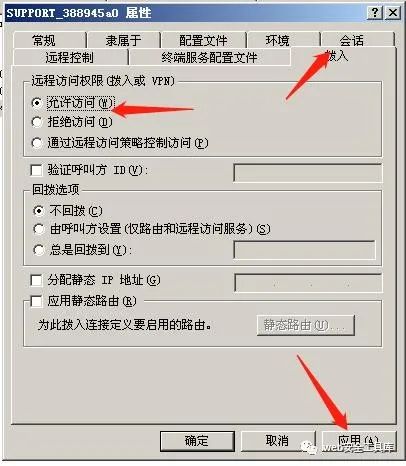 SUPPORT_388945a0 属性
常规 隶属于 配置文件 环境 会话
远程控制 终端服务配置文件 拨入
远程访问权限(拨入或 VPN)
允许访问(W)
拒绝访问(D)
通过远程访问策略控制访问(P)
验证呼叫方 ID(V):
回拨选项
不回拨(C)
由呼叫方设置(仅路由和远程访问服务)(S)
总是回拨到(Y):
分配静态 IP 地址(G)
应用静态路由(R)
为此拨入连接定义要启用的路由。
静态路由(U)...
确定 取消 应用(A)
web安全工具库